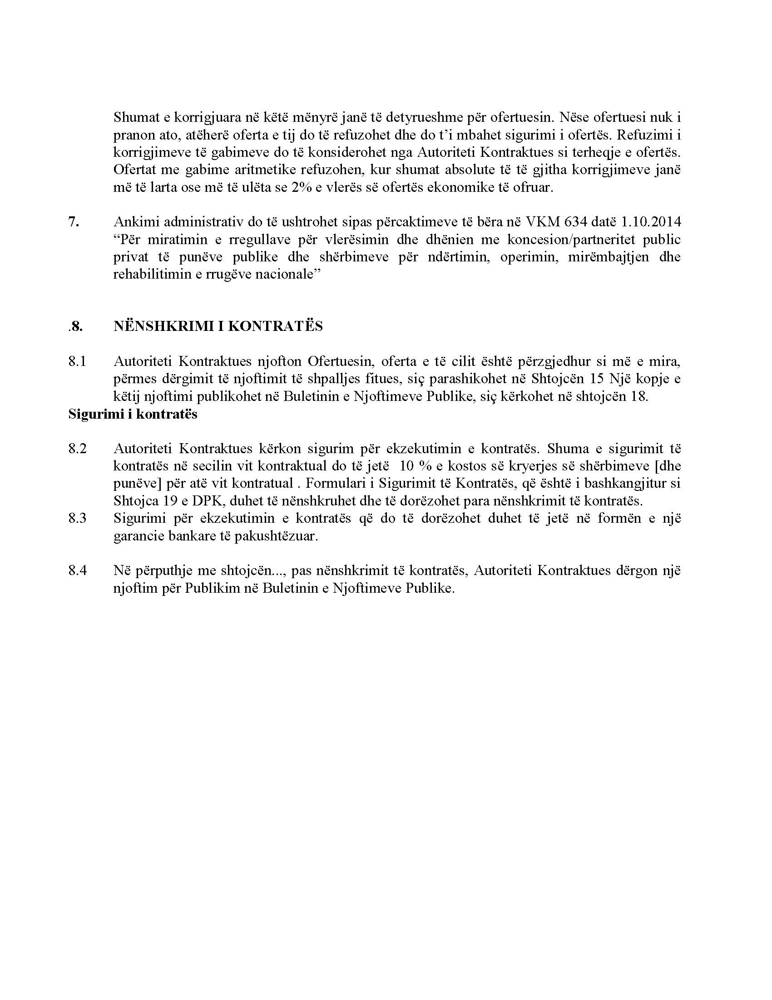 Shumat e korrigjuara në këtë mënyrë janë të detyrueshme për ofertuesin. Nëse ofertuesi nuk i
pranon ato, atëherë oferta e tij do të refuzohet dhe do t’i mbahet sigurimi i ofertës. Refuzimi i
korrigjimeve të gabimeve do të konsiderohet nga Autoriteti Kontraktues si terheqje e ofertës.
Ofertat me gabime aritmetike refuzohen, kur shumat absolute të të gjitha korrigjimeve janë
më të larta ose më të ulëta se 2% e vlerës së ofertës ekonomike të ofruar.
7. Ankimi administrativ do të ushtrohet sipas përcaktimeve të bëra në VKM 634 datë 1.10.2014
“Për miratimin e rregullave për vlerësimin dhe dhënien me koncesion/partneritet public
privat të punëve publike dhe shërbimeve për ndërtimin, operimin, mirëmbajtjen dhe
rehabilitimin e rrugëve nacionale”
.8. NËNSHKRIMI I KONTRATËS
8.1 Autoriteti Kontraktues njofton Ofertuesin, oferta e të cilit është përzgjedhur si më e mira,
përmes dërgimit të njoftimit të shpalljes fitues, siç parashikohet në Shtojcën 15 Një kopje e
këtij njoftimi publikohet në Buletinin e Njoftimeve Publike, siç kërkohet në shtojcën 18.
Sigurimi i kontratës
8.2 Autoriteti Kontraktues kërkon sigurim për ekzekutimin e kontratës. Shuma e sigurimit të
kontratës në secilin vit kontraktual do të jetë  10 % e kostos së kryerjes së shërbimeve [dhe
punëve] për atë vit kontratual . Formulari i Sigurimit të Kontratës, që është i bashkangjitur si
Shtojca 19 e DPK, duhet të nënshkruhet dhe të dorëzohet para nënshkrimit të kontratës.
8.3 Sigurimi për ekzekutimin e kontratës që do të dorëzohet duhet të jetë në formën e një
garancie bankare të pakushtëzuar.
8.4 Në përputhje me shtojcën..., pas nënshkrimit të kontratës, Autoriteti Kontraktues dërgon një
njoftim për Publikim në Buletinin e Njoftimeve Publike.